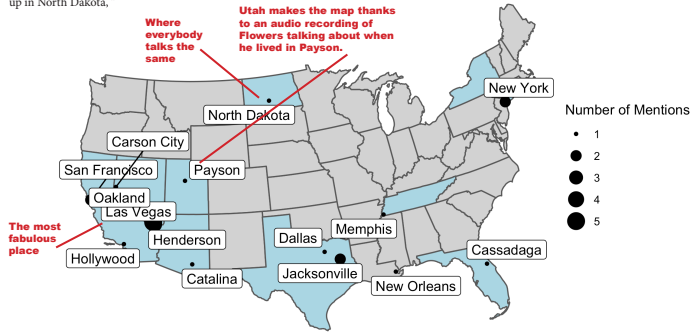 up in North Dakota,
Where
everybody
talks the
same
Utah makes the map thanks
to an audio recording of
Flowers talking about when
he lived in Payson.
New York
North Dakota
Number of Mentions
1
2
3
4
5
Carson City
San Francisco
Payson
Oakland
Las Vegas
The most
fabulous
place
Henderson
Hollywood
Catalina
Dallas
Memphis
Jacksonville
New Orleans
Cassadaga